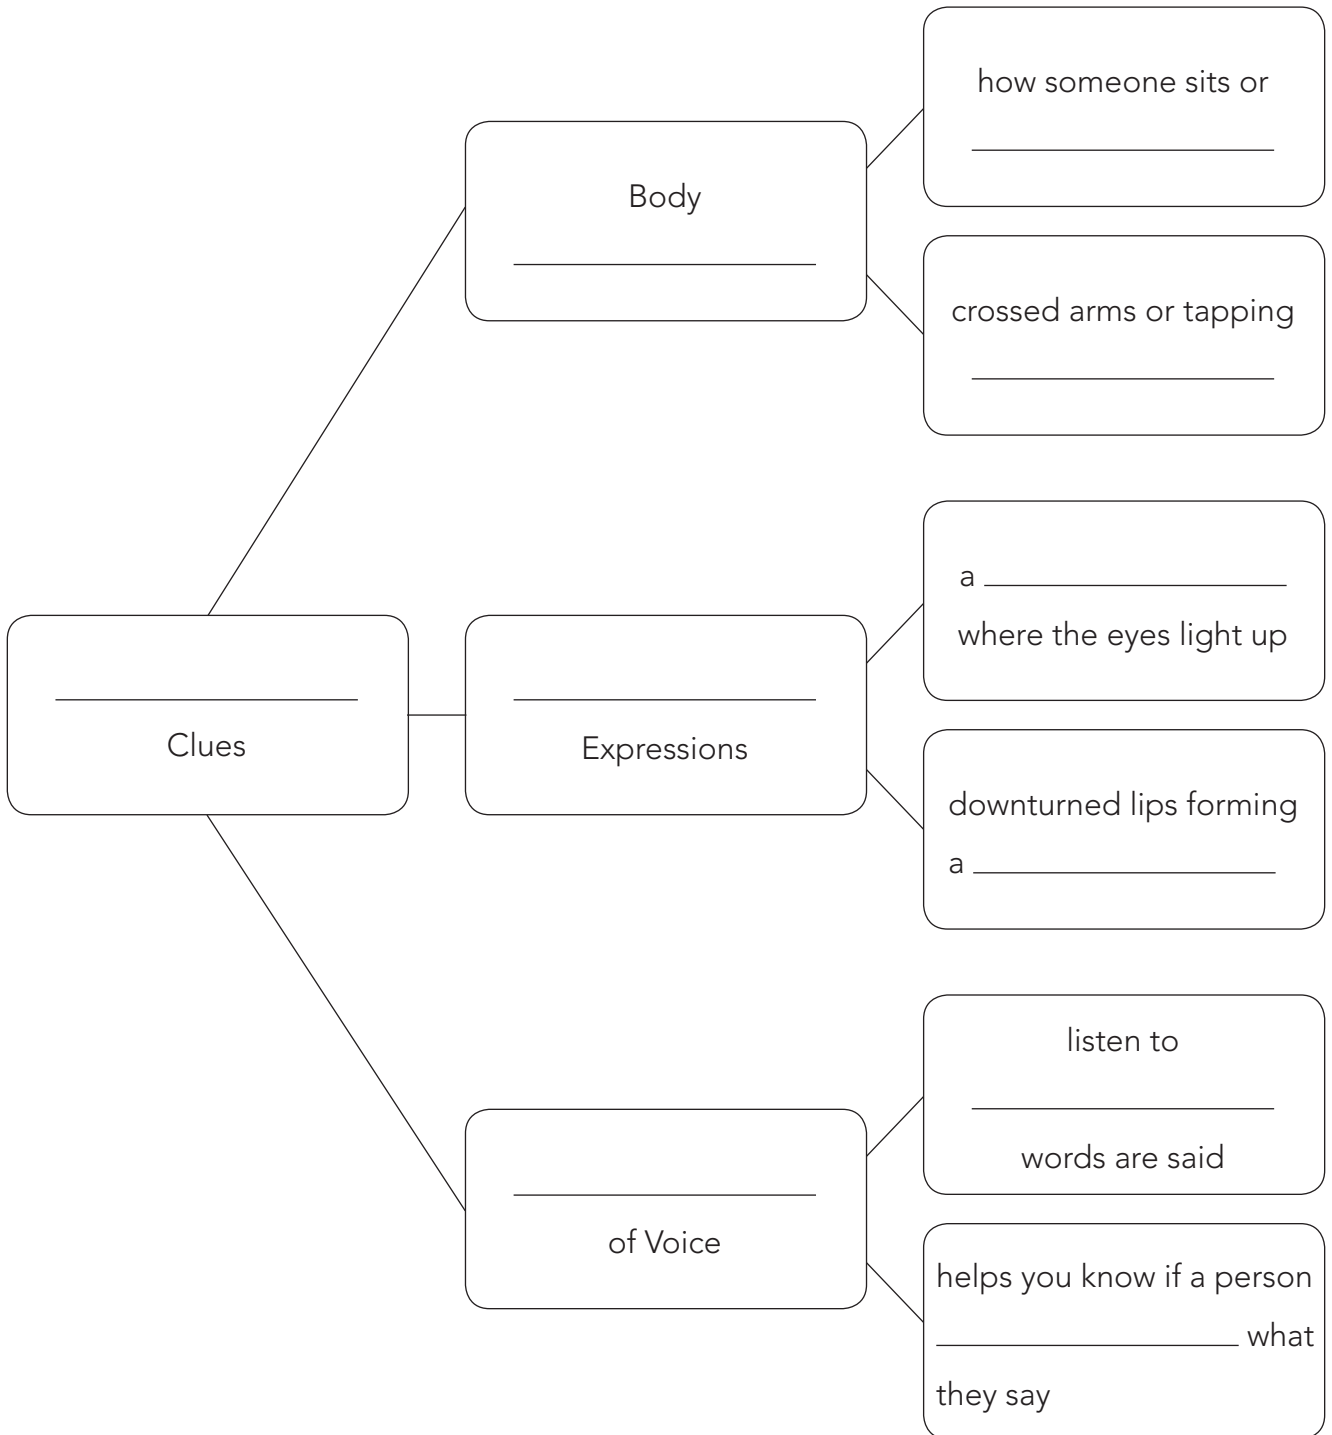 how someone sits or
Body
crossed arms or tapping
a
where the eyes light up
Clues
Expressions
downturned lips forming
a
listen to
words are said
of Voice
helps you know if a person
what
they say